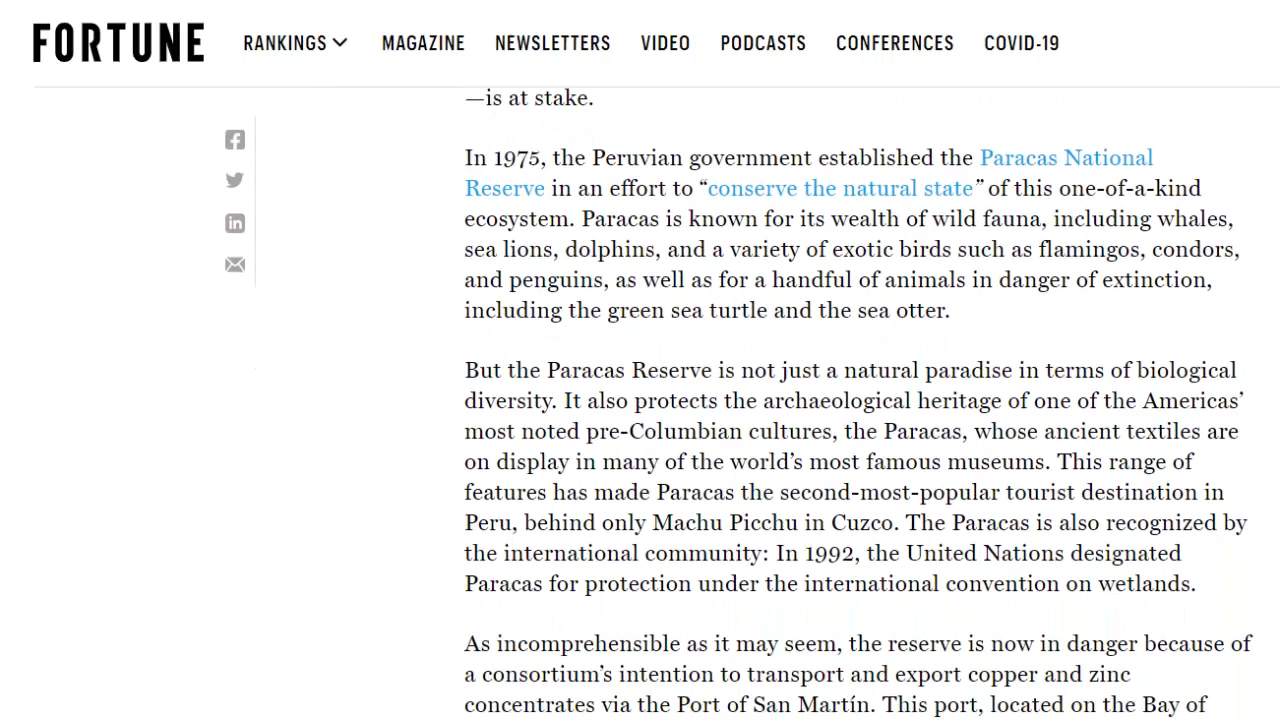 FORTUNE RANKINGS MAGAZINE NEWSLETTERS VIDEO PODCASTS CONFERENCES COVID-19
—is at stake.
In 1975, the Peruvian government established the Paracas National
Reserve in an effort to “conserve the natural state” of this one-of-a-kind
ecosystem. Paracas is known for its wealth of wild fauna, including whales,
sea lions, dolphins, and a variety of exotic birds such as flamingos, condors,
and penguins, as well as for a handful of animals in danger of extinction,
including the green sea turtle and the sea otter.
But the Paracas Reserve is not just a natural paradise in terms of biological
diversity. It also protects the archaeological heritage of one of the Americas’
most noted pre-Columbian cultures, the Paracas, whose ancient textiles are
on display in many of the world’s most famous museums. This range of
features has made Paracas the second-most-popular tourist destination in
Peru, behind only Machu Picchu in Cuzco. The Paracas is also recognized by
the international community: In 1992, the United Nations designated
Paracas for protection under the international convention on wetlands.
As incomprehensible as it may seem, the reserve is now in danger because of
a consortium’s intention to transport and export copper and zinc
concentrates via the Port of San Martín. This port, located on the Bay of